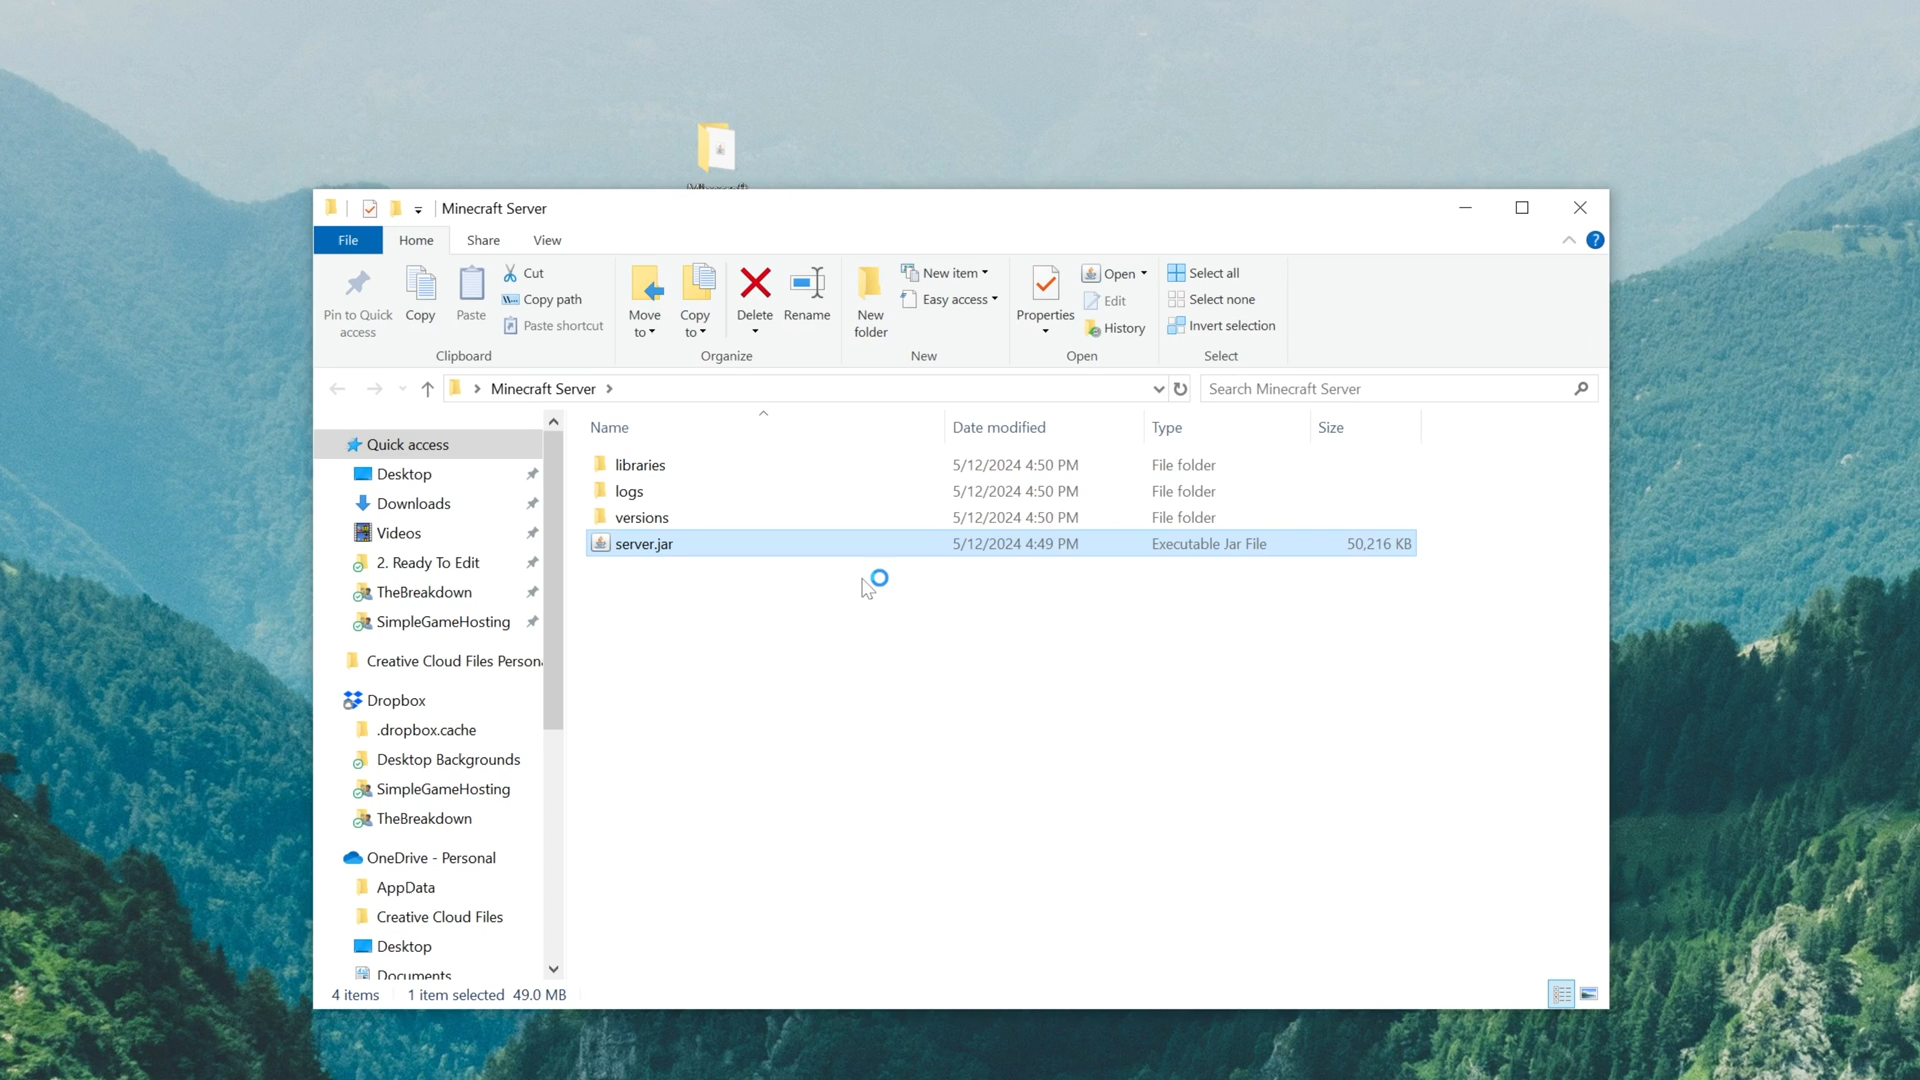 Minecraft Server
File Home Share View
Pin to Quick access
Copy
Paste
Cut
Copy path
Paste shortcut
Clipboard
Move to
Copy to
Delete
Rename
Organize
New folder
New item
Easy access
New
Properties
Open
Edit
History
Open
Select all
Select none
Invert selection
Select
Minecraft Server
Search Minecraft Server
Name Date modified Type Size
libraries 5/12/2024 4:50 PM File folder
logs 5/12/2024 4:50 PM File folder
versions 5/12/2024 4:50 PM File folder
server.jar 5/12/2024 4:49 PM Executable Jar File 50,216 KB
Quick access
Desktop
Downloads
Videos
2. Ready To Edit
TheBreakdown
SimpleGameHosting
Creative Cloud Files Person
Dropbox
.dropbox.cache
Desktop Backgrounds
SimpleGameHosting
TheBreakdown
OneDrive - Personal
AppData
Creative Cloud Files
Desktop
Documents
4 items 1 item selected 49.0 MB